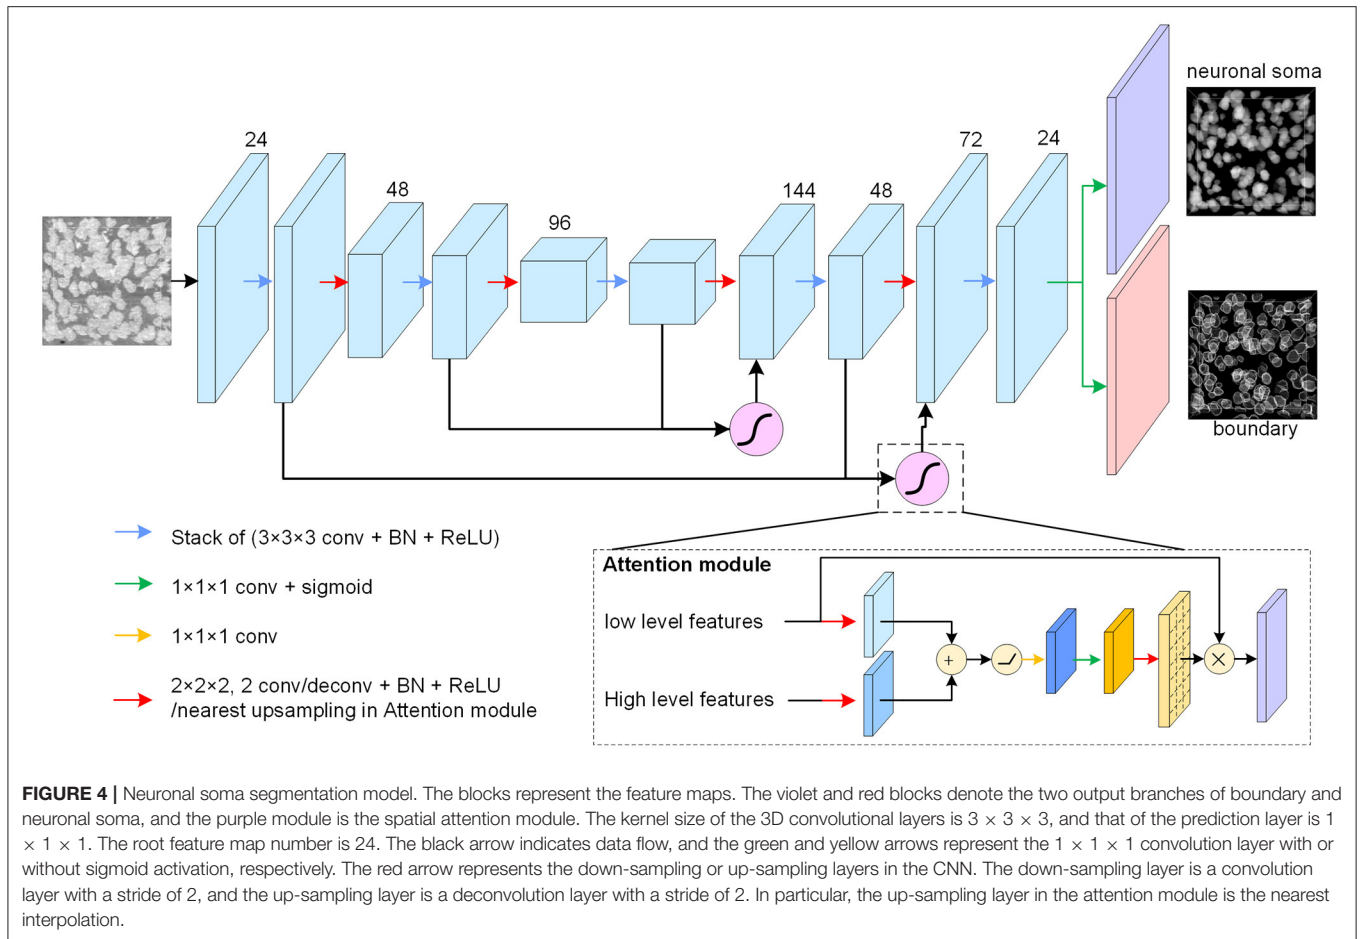 neuronal soma
24
72
24
48
144
48
96
boundary
Stack of (3×3×3 conv + BN + ReLU)
1×1×1 conv + sigmoid
1×1×1 conv
2×2×2, 2 conv/deconv + BN + ReLU
/nearest upsampling in Attention module
Attention module
low level features
High level features
+
×
FIGURE 4 | Neuronal soma segmentation model. The blocks represent the feature maps. The violet and red blocks denote the two output branches of boundary and
neuronal soma, and the purple module is the spatial attention module. The kernel size of the 3D convolutional layers is 3 × 3 × 3, and that of the prediction layer is 1
× 1 × 1. The root feature map number is 24. The black arrow indicates data flow, and the green and yellow arrows represent the 1 × 1 × 1 convolution layer with or
without sigmoid activation, respectively. The red arrow represents the down-sampling or up-sampling layers in the CNN. The down-sampling layer is a convolution
layer with a stride of 2, and the up-sampling layer is a deconvolution layer with a stride of 2. In particular, the up-sampling layer in the attention module is the nearest
interpolation.